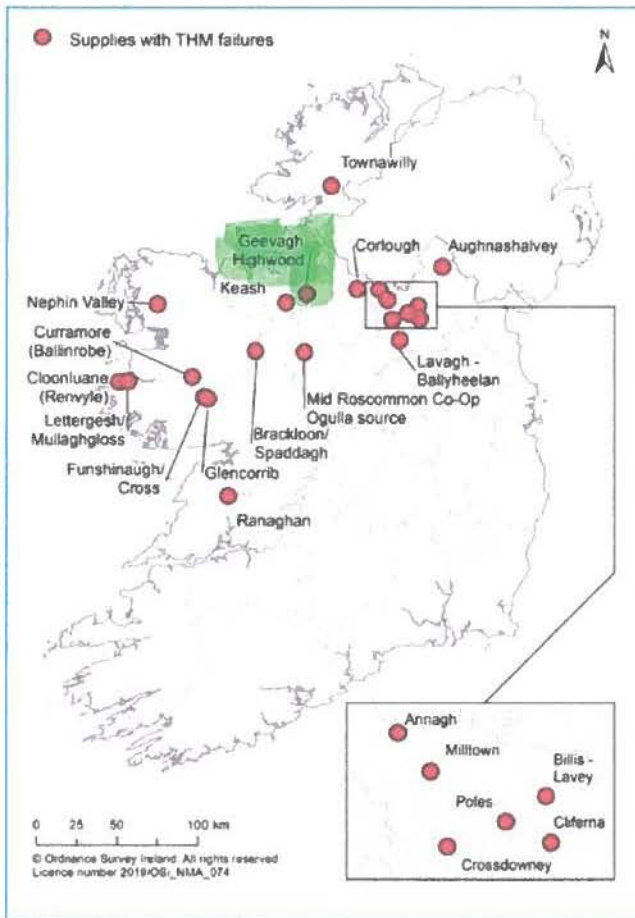 Supplies with THM failures
N
Townawilly
Geevagh
Highwood
Corlough
Aughnashalvey
Keash
Nephin Valley
Curramore
(Ballinrobe)
Cloonluane
(Renvyle)
Lettergesh/
Mullaghgloss
Lavagh -
Ballyheelan
Mid Roscommon Co-Op
Ogulla source
Brackloon/
Spaddagh
Funshinaugh/
Cross
Glencorrib
Ranaghan
Annagh
Milltown
Billis -
Lavey
Poles
Cliferna
Crossdowney
0 25 50 100 km
© Ordnance Survey Ireland. All rights reserved
Licence number 2019/OSi_NMA_074